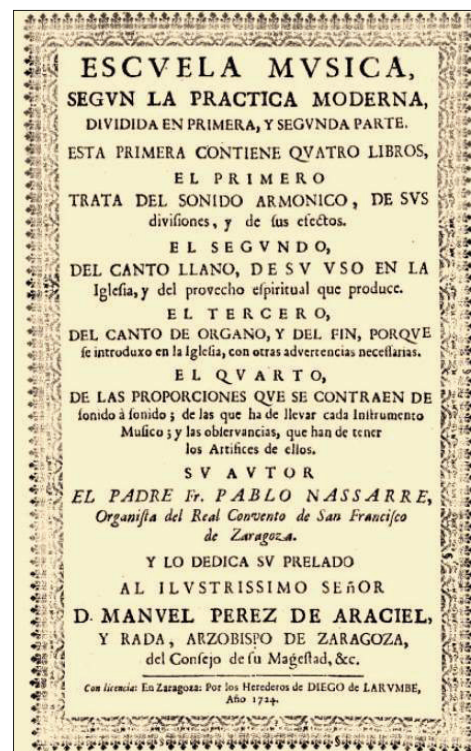 ESCVELA MVSICA,
SEGVN LA PRACTICA MODERNA,
DIVIDIDA EN PRIMERA, Y SEGVNDA PARTE.
ESTA PRIMERA CONTIENE QVATRO LIBROS,
EL PRIMERO
TRATA DEL SONIDO ARMONICO, DE SVS
divisiones, y de sus efectos.
EL SEGVNDO,
DEL CANTO LLANO, DE SV VSO EN LA
Iglesia, y del provecho espiritual que produce.
EL TERCERO,
DEL CANTO DE ORGANO, Y DEL FIN, PORQVE
se introduxo en la Iglesia, con otras advertencias necessarias.
EL QVARTO,
DE LAS PROPORCIONES QVE SE CONTRAEN DE
sonido à sonido; de las que ha de llevar cada Instrumento
Musico; y las observancias, que han de tener
los Artifices de ellos.
SV AVTOR
EL PADRE Fr. PABLO NASSARRE,
Organista del Real Convento de San Francisco
de Zaragoza.
Y LO DEDICA SV PRELADO
AL ILVSTRISSIMO SEñOR
D. MANVEL PEREZ DE ARACIEL,
Y RADA, ARZOBISPO DE ZARAGOZA,
del Consejo de su Magestad, &c.
Con licencia: En Zaragoza: Por los Herederos de DIEGO de LARVMBE,
Año 1724.